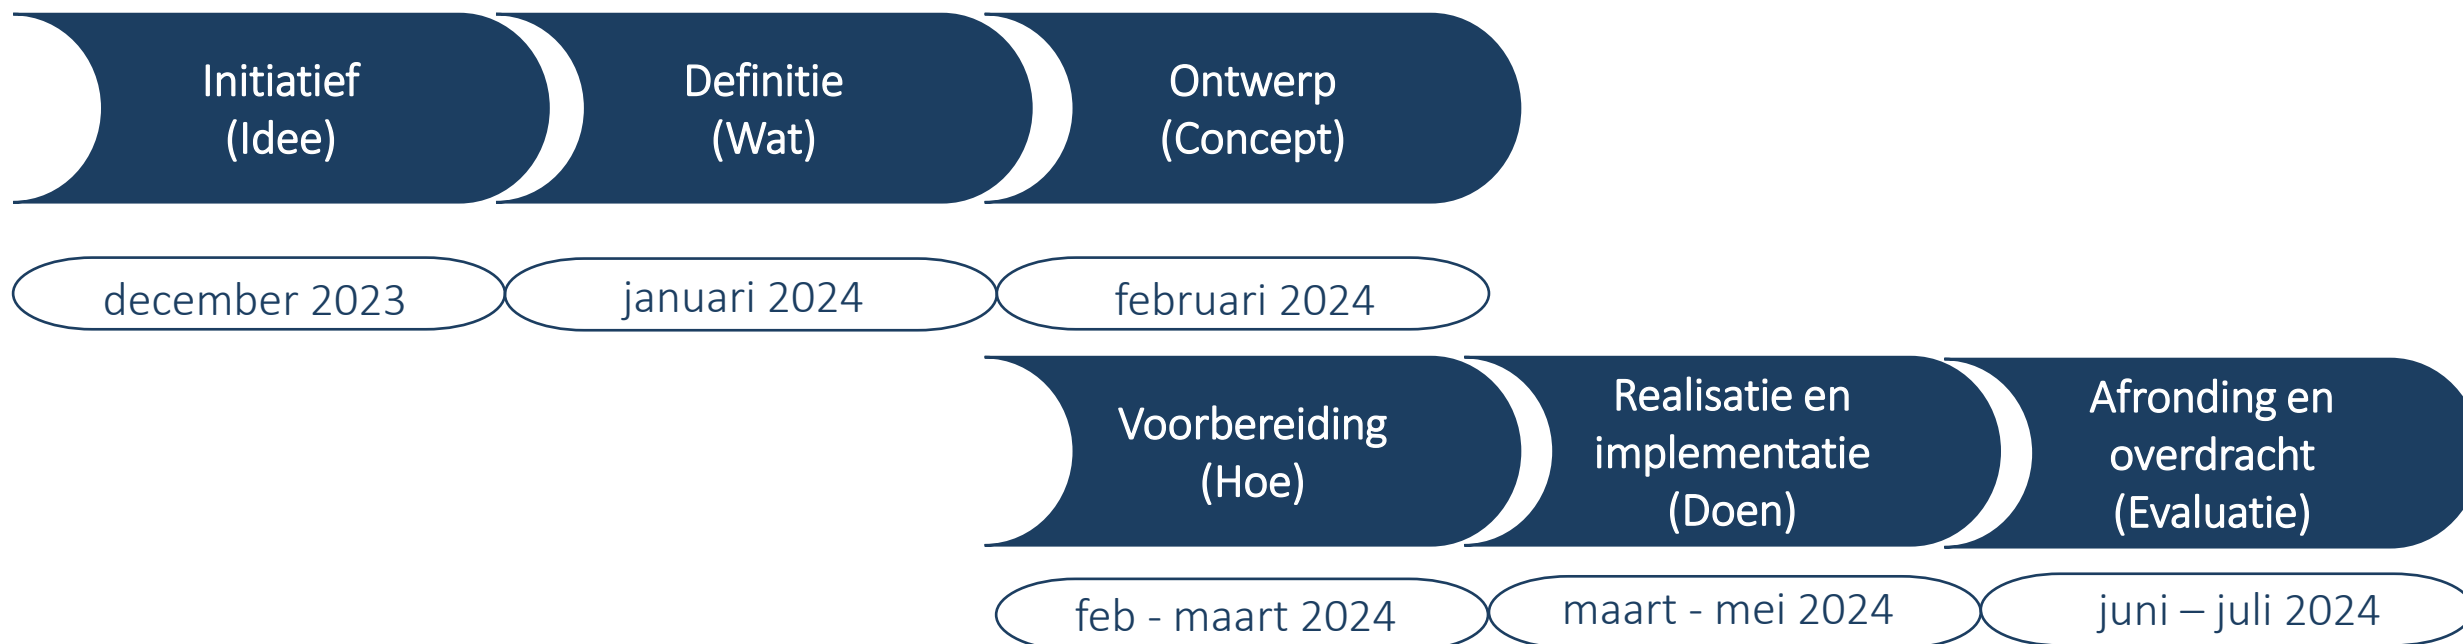 Initiatief
(Idee)
Definitie
(Wat)
Ontwerp
(Concept)
december 2023
januari 2024
februari 2024
Voorbereiding
(Hoe)
Realisatie en
implementatie
(Doen)
Afronding en
overdracht
(Evaluatie)
feb - maart 2024
maart - mei 2024
juni – juli 2024